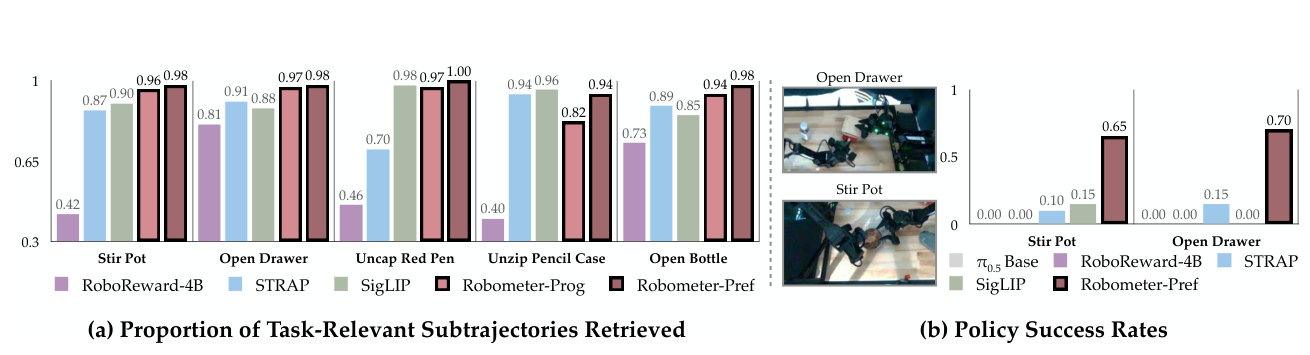 1
0.65
0.3
0.42
0.87
0.90
0.96
0.98
0.81
0.91
0.88
0.97
0.98
0.46
0.70
0.98
0.97
1.00
0.40
0.94
0.96
0.82
0.94
0.73
0.89
0.85
0.94
0.98
Stir Pot
Open Drawer
Uncap Red Pen
Unzip Pencil Case
Open Bottle
RoboReward-4B
STRAP
SigLIP
Robometer-Prog
Robometer-Pref
(a) Proportion of Task-Relevant Subtrajectories Retrieved
Open Drawer
Stir Pot
1
0.5
0
0.00
0.00
0.10
0.15
0.65
0.00
0.00
0.15
0.00
0.70
Stir Pot
Open Drawer
π0.5 Base
RoboReward-4B
STRAP
SigLIP
Robometer-Pref
(b) Policy Success Rates